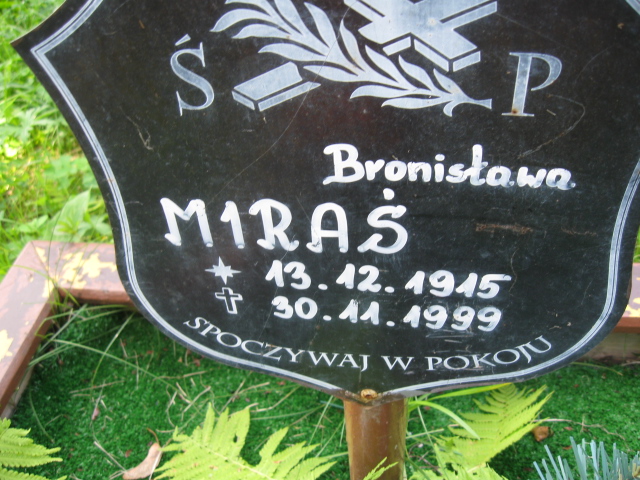 Ś P
Bronisława
MIRAŚ
13.12.1915
30.11.1999
SPOCZYWAJ W POKOJU